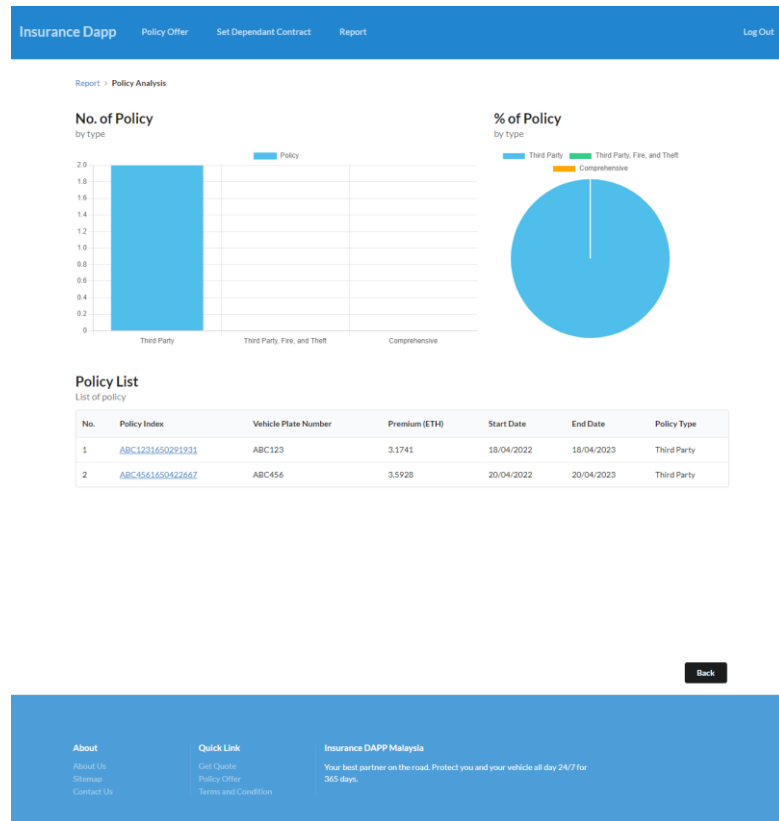 Insurance Dapp Policy Offer Set Dependant Contract Report Log Out
Report > Policy Analysis
No. of Policy
by type
Policy
2.0
1.8
1.6
1.4
1.2
1.0
0.8
0.6
0.4
0.2
0
Third Party Third Party, Fire, and Theft Comprehensive
% of Policy
by type
Third Party Third Party, Fire, and Theft
Comprehensive
Policy List
List of policy
No. Policy Index Vehicle Plate Number Premium (ETH) Start Date End Date Policy Type
1 ABC1231650291931 ABC123 3.1741 18/04/2022 18/04/2023 Third Party
2 ABC4561650422667 ABC456 3.5928 20/04/2022 20/04/2023 Third Party
Back
About
About Us
Sitemap
Contact Us
Quick Link
Get Quote
Policy Offer
Terms and Condition
Insurance DAPP Malaysia
Your best partner on the road. Protect you and your vehicle all day 24/7 for
365 days.